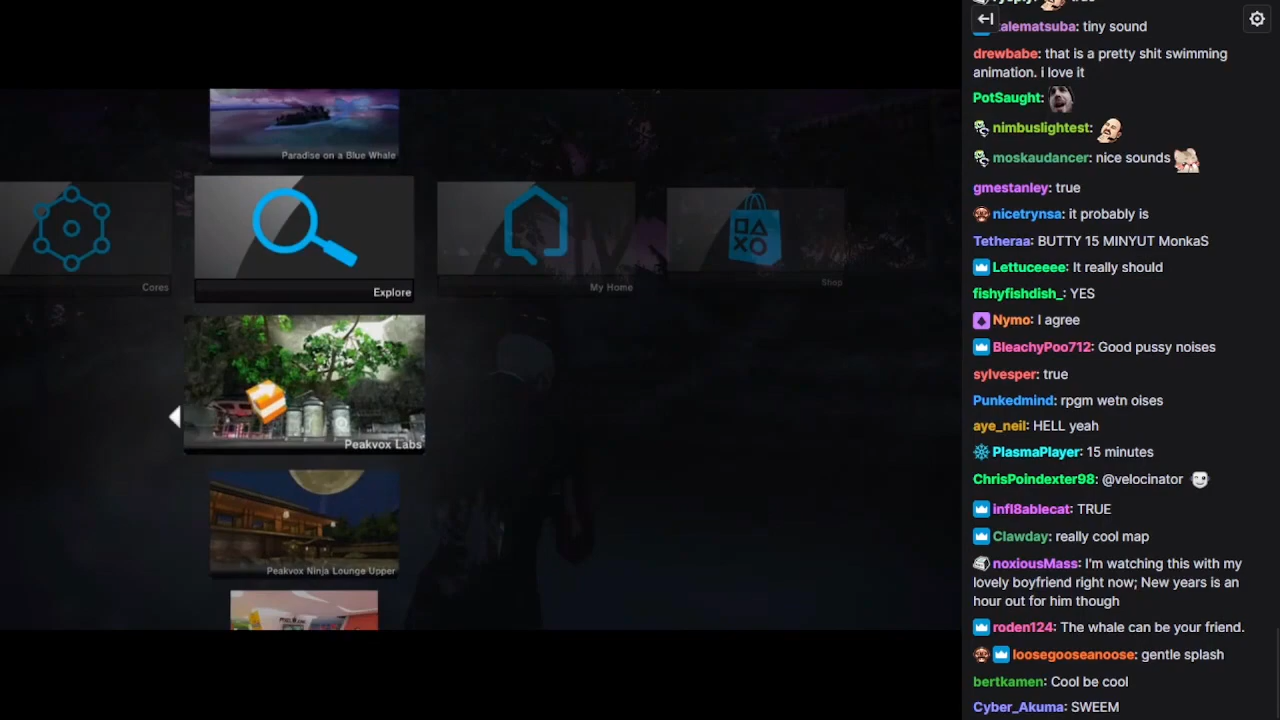 Paradise on a Blue Whale
Cores
Explore
My Home
Shop
Peakvox Labs
Peakvox Ninja Lounge Upper
alematsuba: tiny sound
drewbabe: that is a pretty shit swimming
animation. i love it
PotSaught:
nimbuslightest:
moskaudancer: nice sounds
gmestanley: true
nicetrynsa: it probably is
Tetheraa: BUTTY 15 MINYUT MonkaS
Lettuceeee: It really should
fishyfishdish_: YES
Nymo: I agree
BleachyPoo712: Good pussy noises
sylvesper: true
Punkedmind: rpgm wetn oises
aye_neil: HELL yeah
PlasmaPlayer: 15 minutes
ChrisPoindexter98: @velocinator
infl8ablecat: TRUE
Clawday: really cool map
noxiousMass: I'm watching this with my
lovely boyfriend right now; New years is an
hour out for him though
roden124: The whale can be your friend.
loosegooseanoose: gentle splash
bertkamen: Cool be cool
Cyber_Akuma: SWEEM